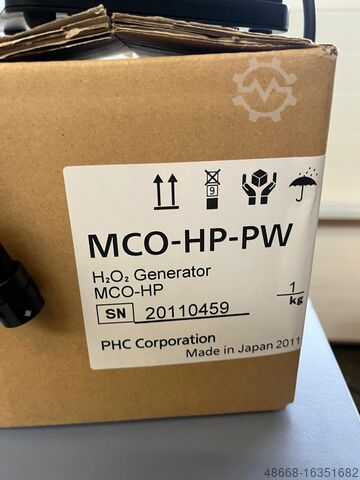 9
MCO-HP-PW
H₂O₂ Generator
MCO-HP
SN 20110459
1
kg
PHC Corporation
Made in Japan 2011
48668-16351682